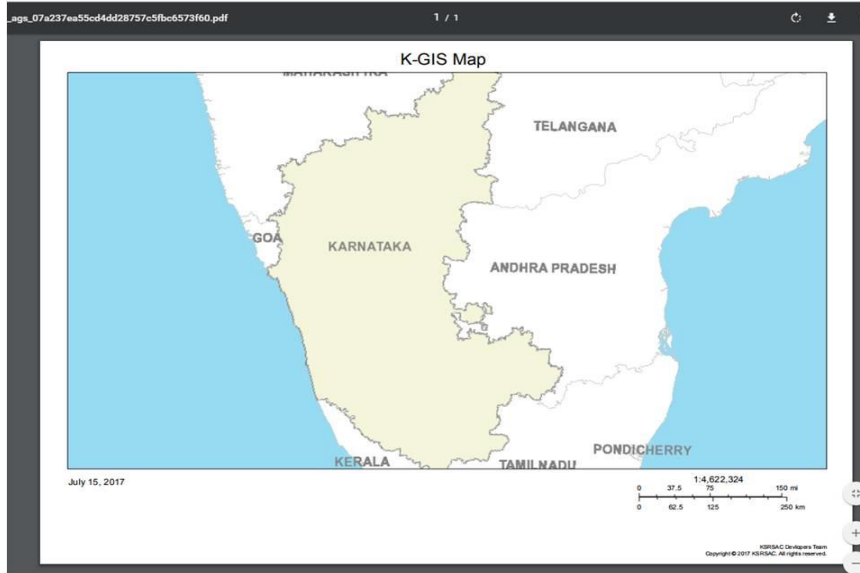 _ags_07a237ea55cd4dd28757c5fbc6573f60.pdf
1 / 1
K-GIS Map
MAHARASHTRA
TELANGANA
GOA
KARNATAKA
ANDHRA PRADESH
PONDICHERRY
KERALA
TAMILNADU
July 15, 2017
1:4,622,324
0 37.5 75 150 mi
0 62.5 125 250 km
KSRSAC Devlopers Team
Copyright © 2017 KSRSAC. All rights reserved.